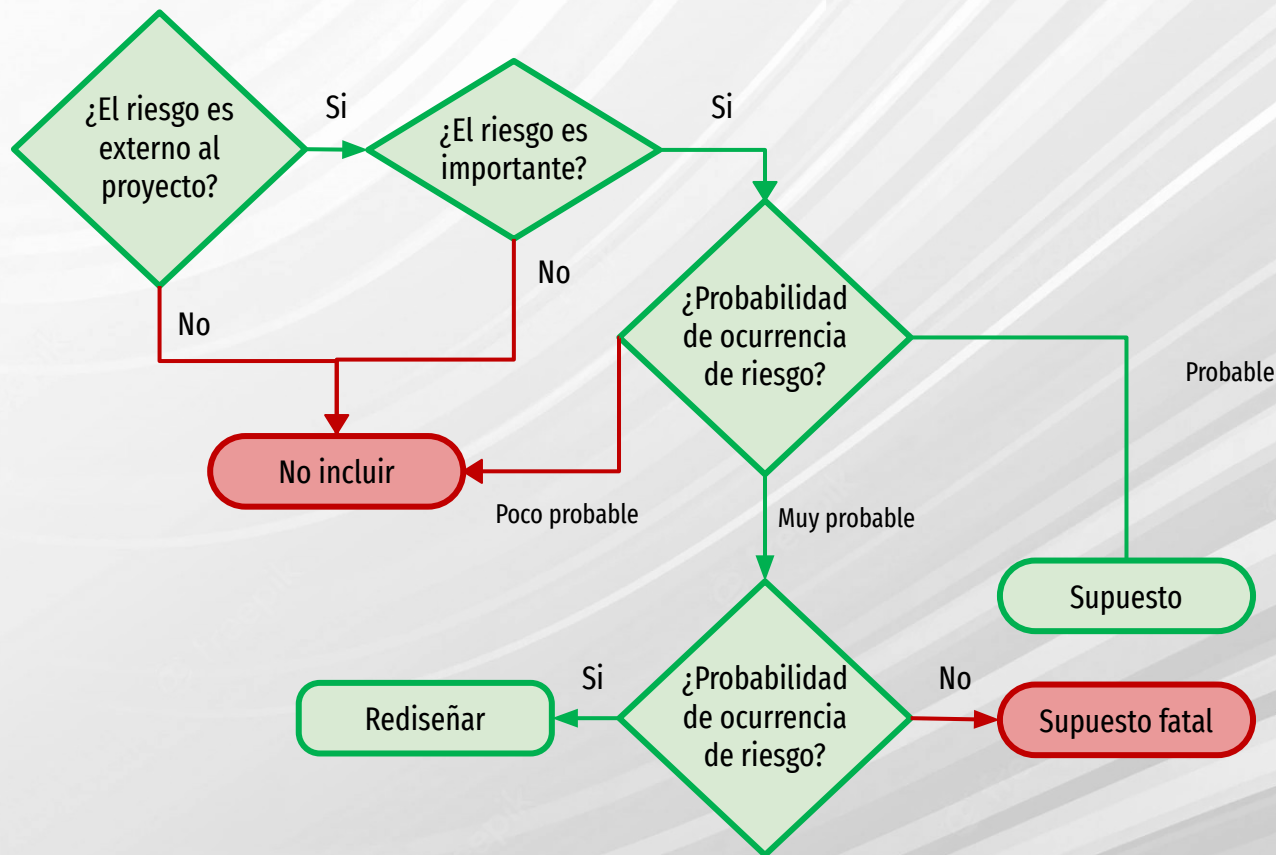 ¿El riesgo es
externo al
proyecto?
Si
¿El riesgo es
importante?
Si
No
No
¿Probabilidad
de ocurrencia
de riesgo?
Probable
No incluir
Poco probable
Muy probable
Supuesto
Rediseñar
Si
¿Probabilidad
de ocurrencia
de riesgo?
No
Supuesto fatal